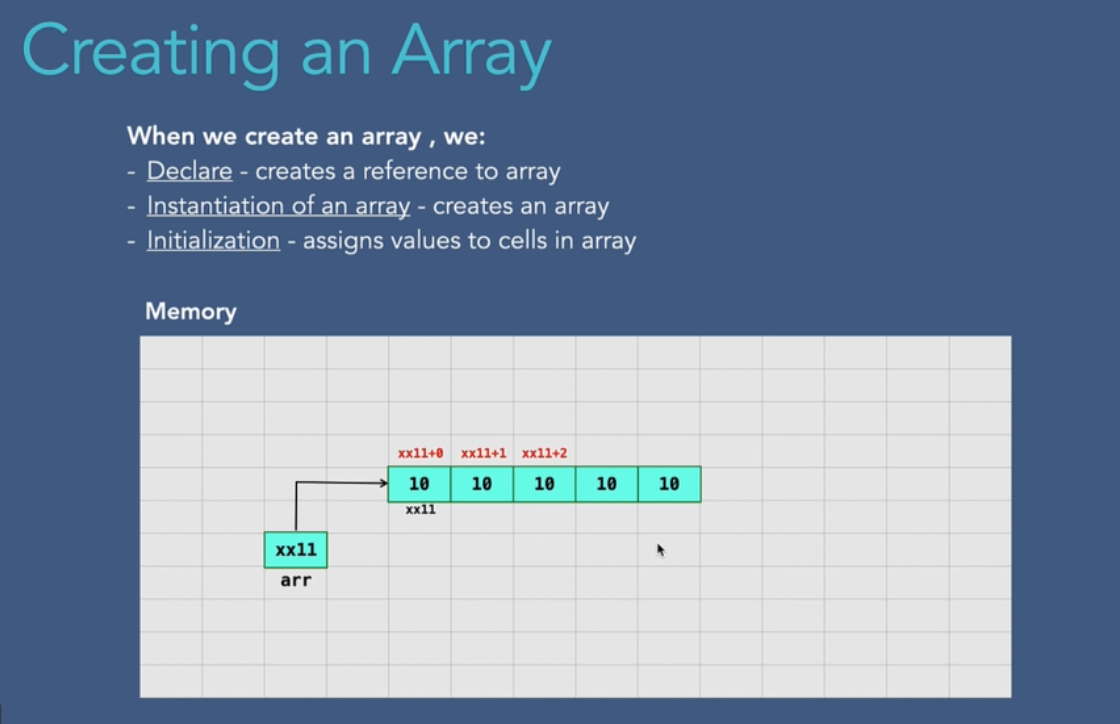 Creating an Array
When we create an array , we:
- Declare - creates a reference to array
- Instantiation of an array - creates an array
- Initialization - assigns values to cells in array
Memory
xx11+0 xx11+1 xx11+2
10 10 10 10 10
xx11
xx11
arr